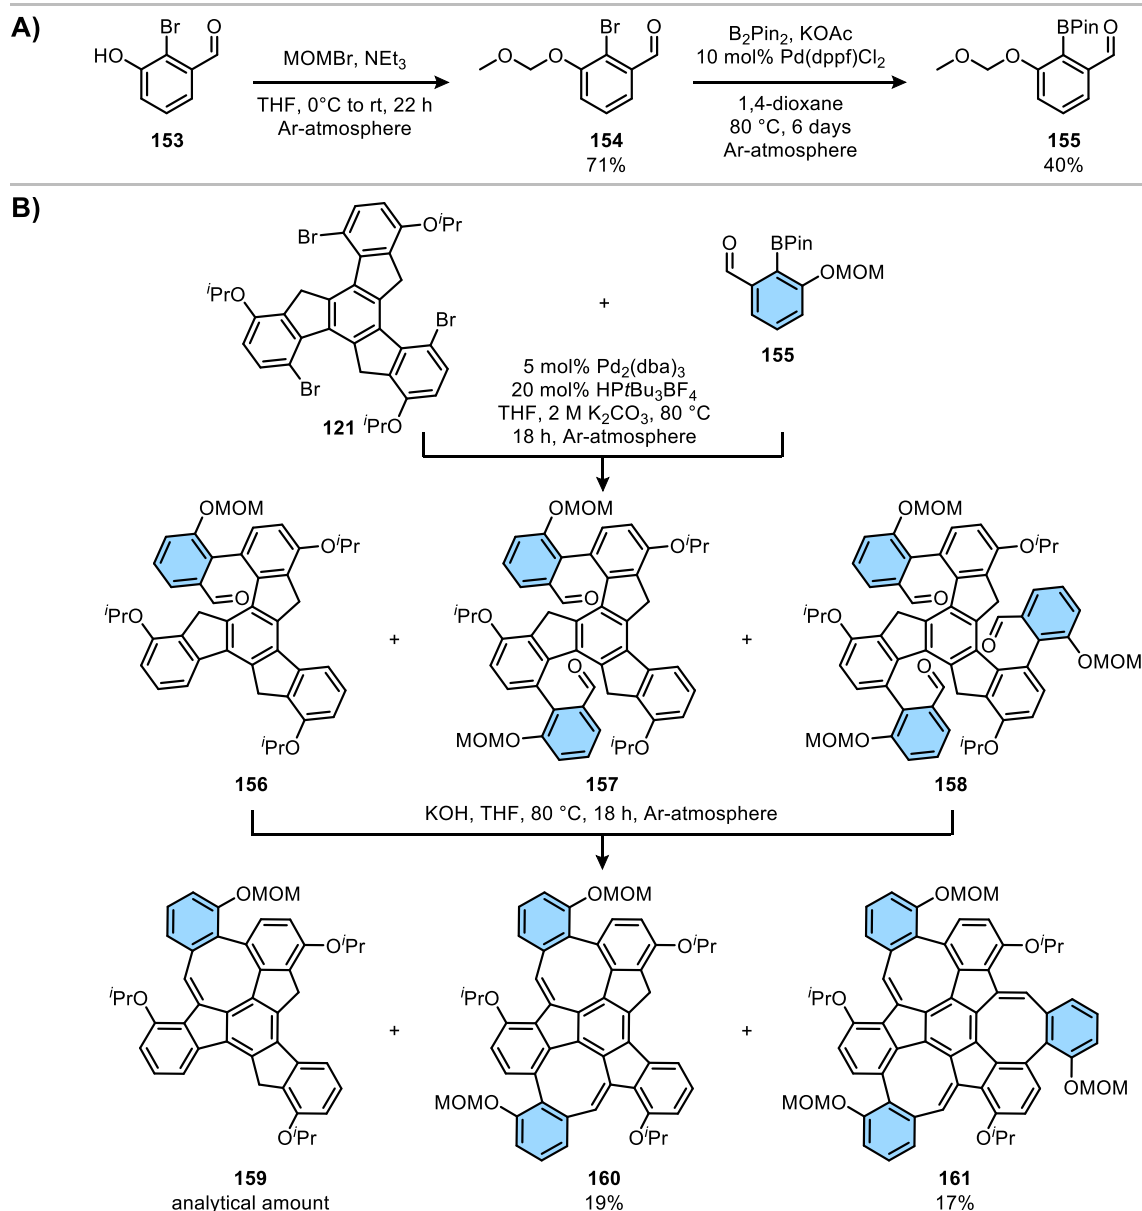 A)
Br
O
HO
153
MOMBr, NEt3
THF, 0°C to rt, 22 h
Ar-atmosphere
Br
O
O
O
154
71%
B2Pin2, KOAc
10 mol% Pd(dppf)Cl2
1,4-dioxane
80 °C, 6 days
Ar-atmosphere
BPin
O
O
O
155
40%
B)
Br
OiPr
iPrO
Br
Br
iPrO
121
+
O
BPin
OMOM
155
5 mol% Pd2(dba)3
20 mol% HPtBu3BF4
THF, 2 M K2CO3, 80 °C
18 h, Ar-atmosphere
OMOM
OiPr
O
iPrO
iPrO
156
+
OMOM
OiPr
O
iPrO
O
MOMO
iPrO
157
+
OMOM
OiPr
O
iPrO
O
OMOM
O
MOMO
iPrO
158
KOH, THF, 80 °C, 18 h, Ar-atmosphere
OMOM
OiPr
iPrO
OiPr
159
analytical amount
+
OMOM
OiPr
iPrO
MOMO
OiPr
160
19%
+
OMOM
OiPr
iPrO
OMOM
MOMO
OiPr
161
17%